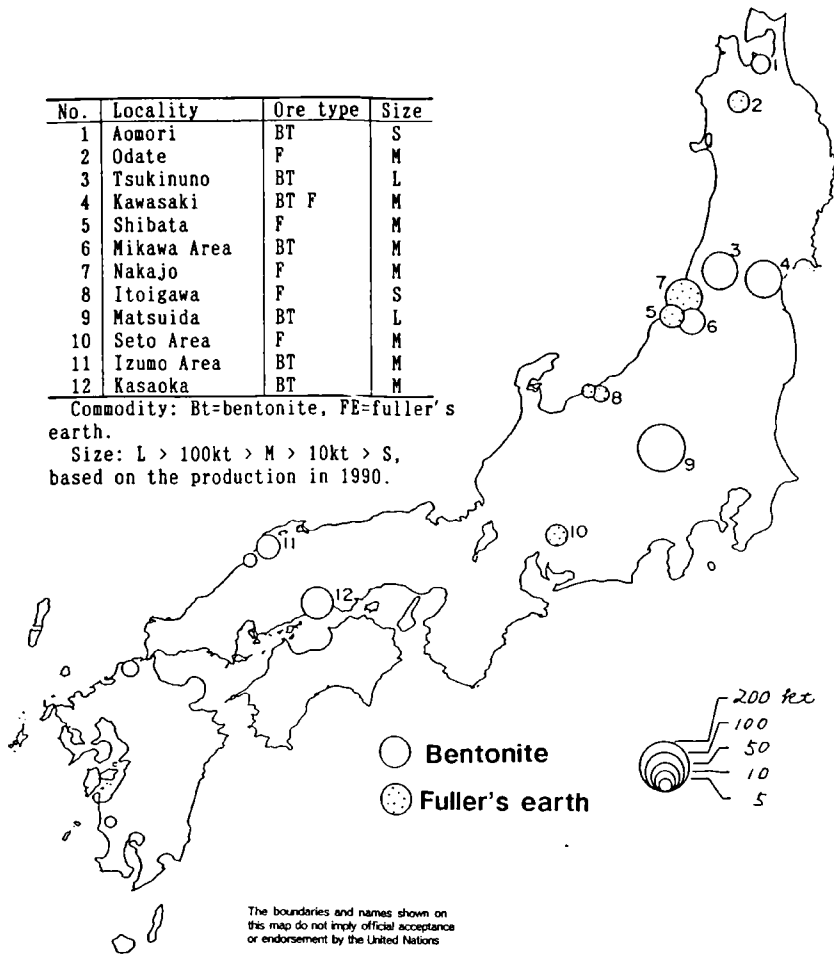 No. Locality Ore type Size
1 Aomori BT S
2 Odate F M
3 Tsukinuno BT L
4 Kawasaki BT F M
5 Shibata F M
6 Mikawa Area BT M
7 Nakajo F M
8 Itoigawa F S
9 Matsuida BT L
10 Seto Area F M
11 Izumo Area BT M
12 Kasaoka BT M
Commodity: Bt=bentonite, FE=fuller's
earth.
Size: L > 100kt > M > 10kt > S,
based on the production in 1990.
1
2
3
4
7
5
6
8
9
10
11
12
200 kt
100
50
10
5
Bentonite
Fuller's earth
The boundaries and names shown on
this map do not imply official acceptance
or endorsement by the United Nations